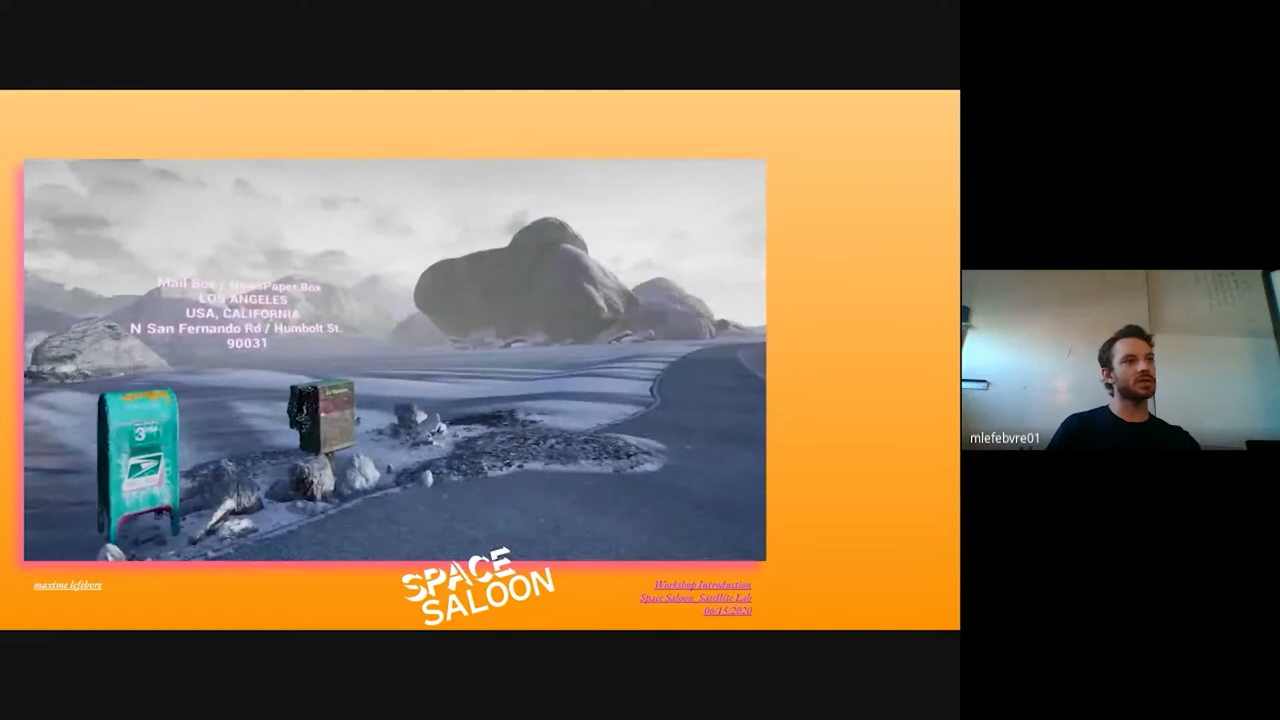 Mail Box / NewsPaper Box
LOS ANGELES
USA, CALIFORNIA
N San Fernando Rd / Humbolt St.
90031
3
mlefebvre01
maxime lefebvre
SPACE
SALOON
Workshop Introduction
Space Saloon_Satellite Lab
06/15/2020